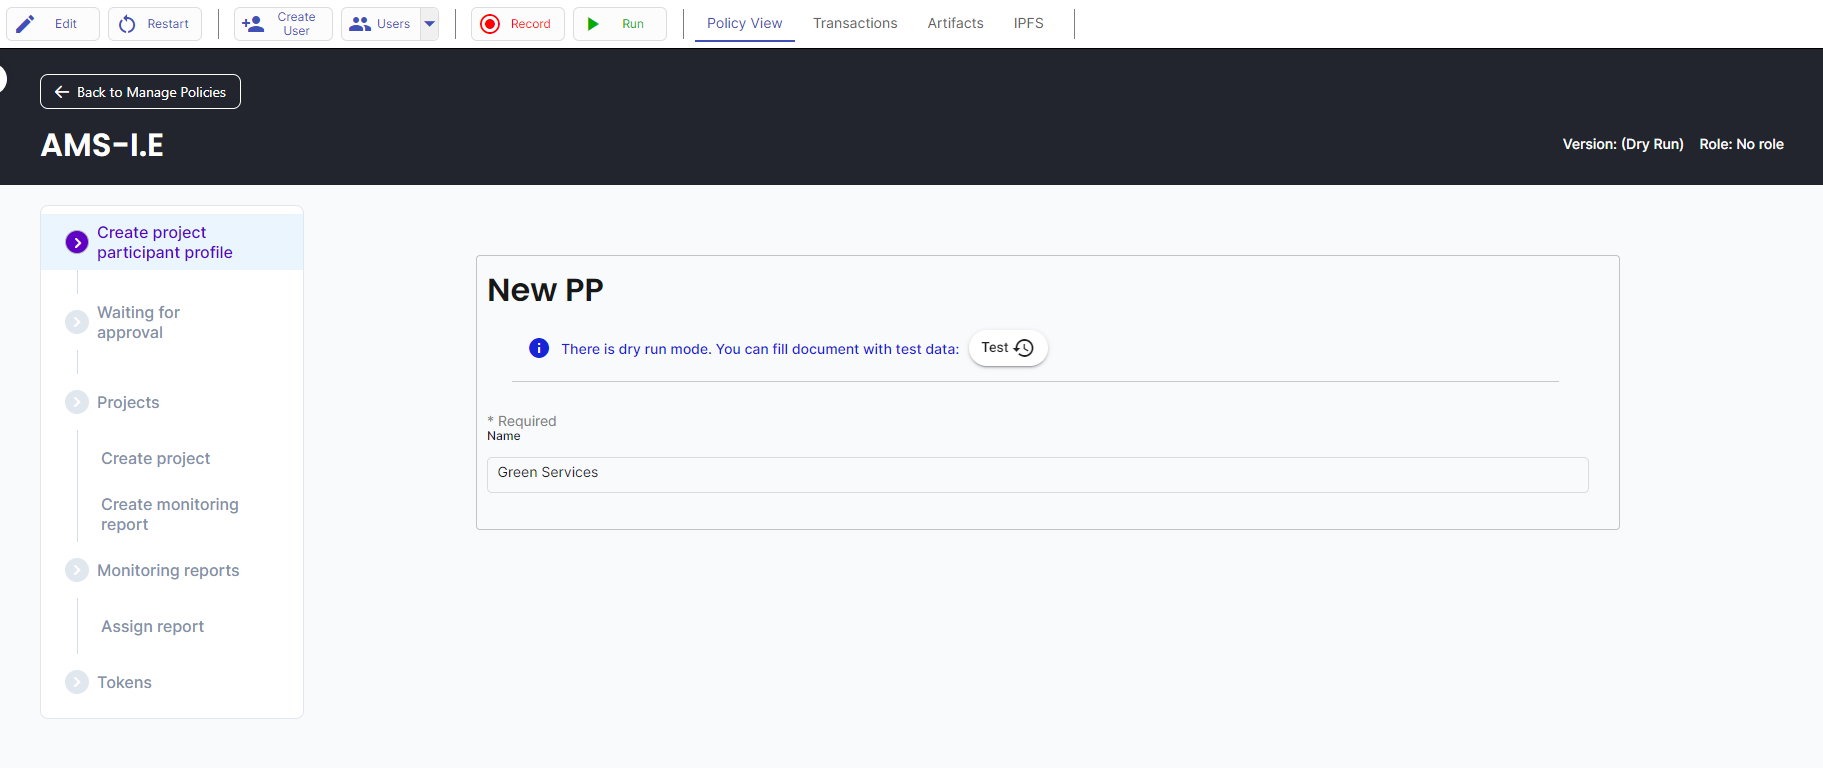 Edit
Restart
Create
User
Users
Record
Run
Policy View
Transactions
Artifacts
IPFS
Back to Manage Policies
AMS-I.E
Version: (Dry Run) Role: No role
Create project
participant profile
Waiting for
approval
Projects
Create project
Create monitoring
report
Monitoring reports
Assign report
Tokens
New PP
There is dry run mode. You can fill document with test data:
Test
* Required
Name
Green Services